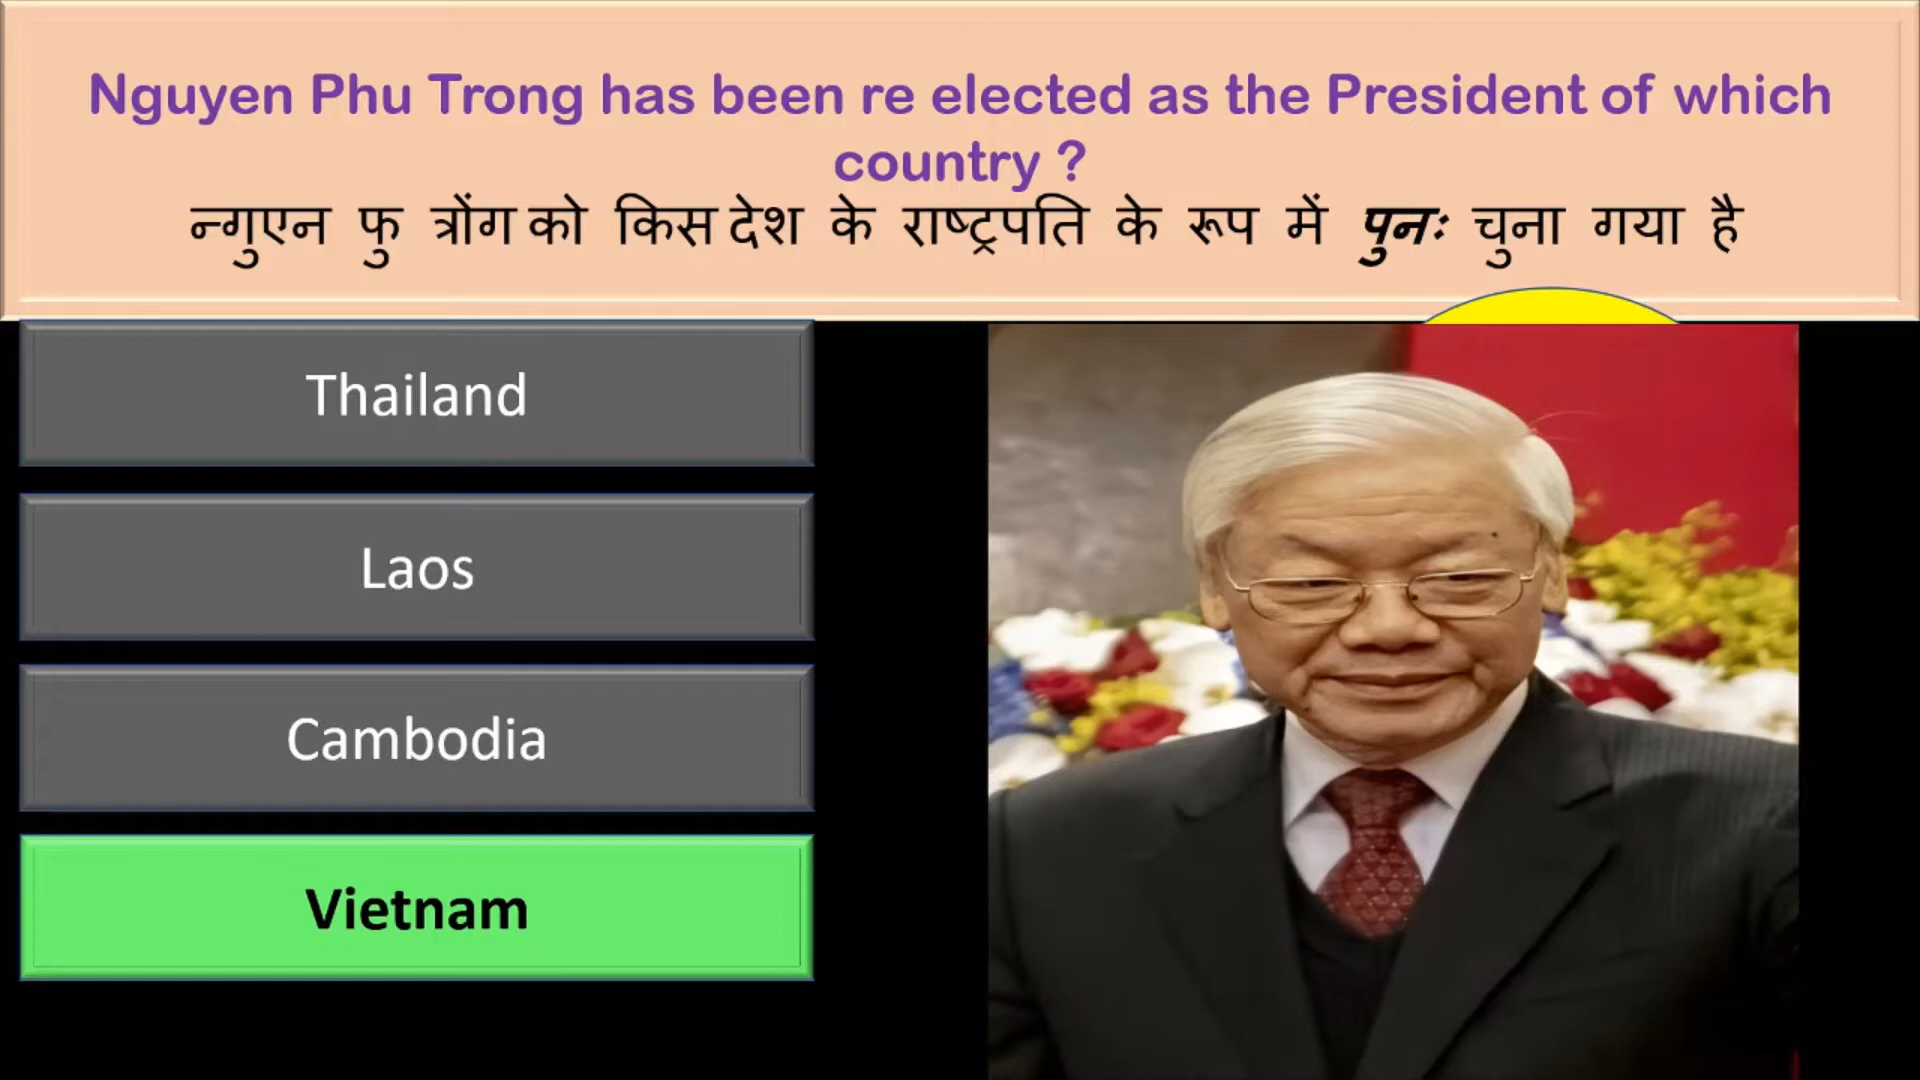 Nguyen Phu Trong has been re elected as the President of which
country ?
न्गुएन फु त्रोंग को किस देश के राष्ट्रपति के रूप में पुनः चुना गया है
Thailand
Laos
Cambodia
Vietnam